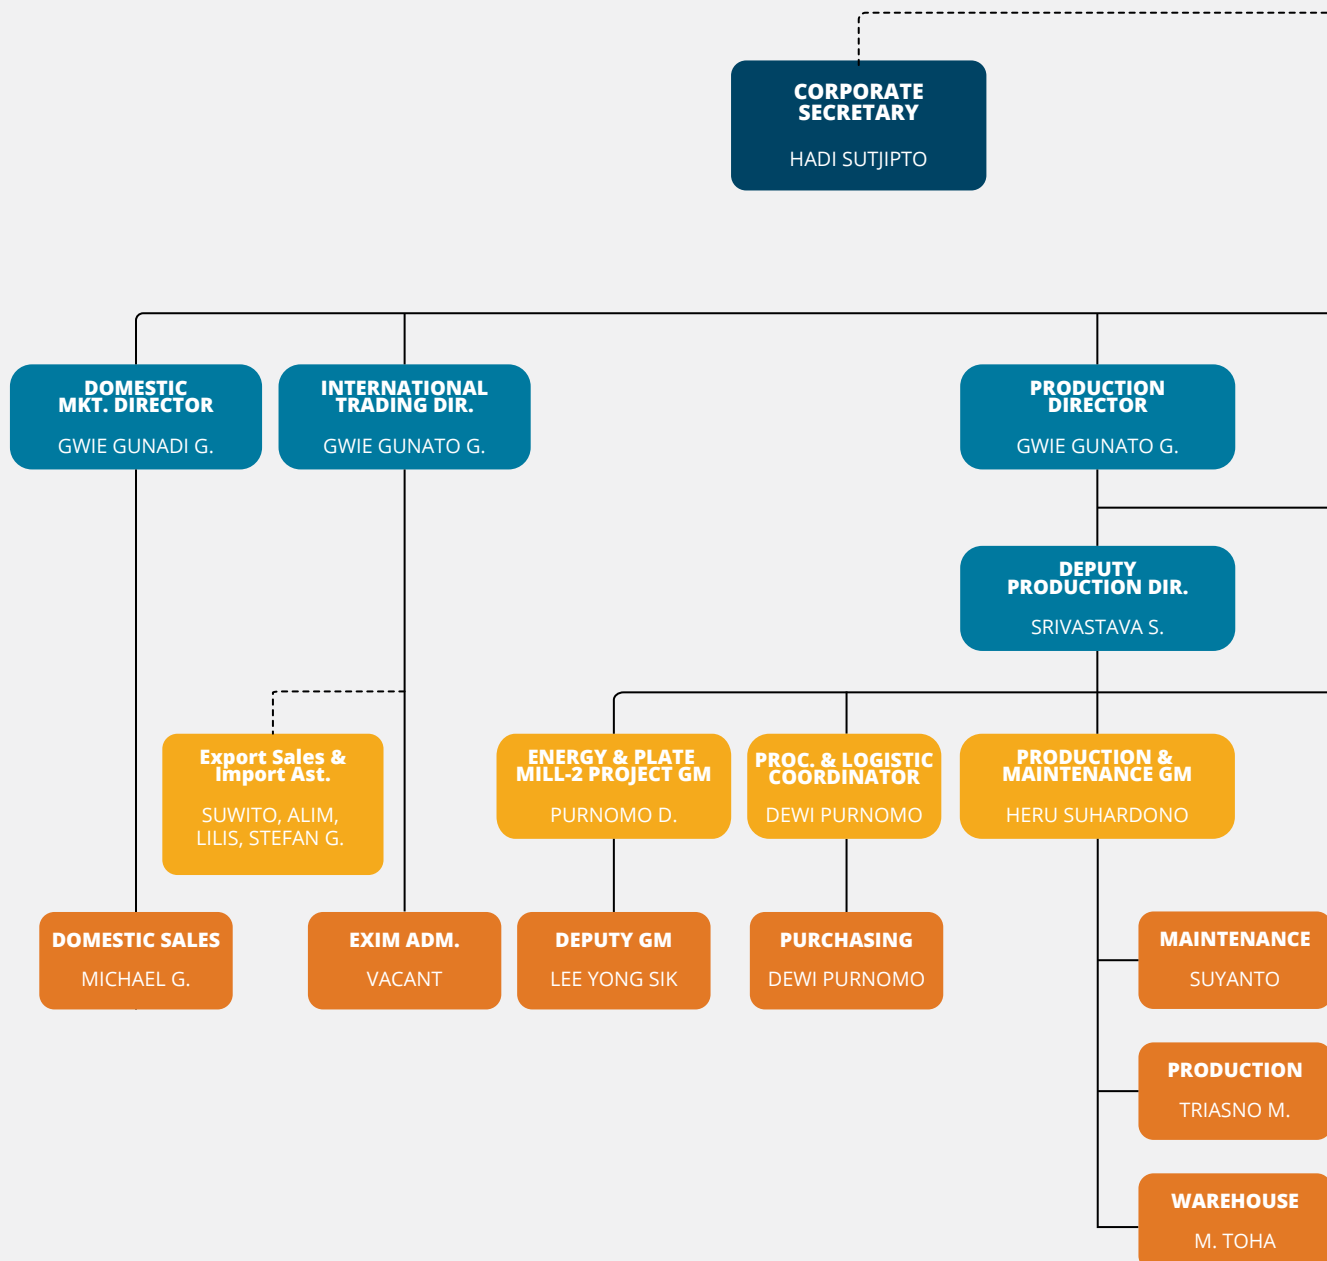 CORPORATE
SECRETARY
HADI SUTJIPTO
DOMESTIC
MKT. DIRECTOR
GWIE GUNADI G.
INTERNATIONAL
TRADING DIR.
GWIE GUNATO G.
PRODUCTION
DIRECTOR
GWIE GUNATO G.
DEPUTY
PRODUCTION DIR.
SRIVASTAVA S.
Export Sales &
Import Ast.
SUWITO, ALIM,
LILIS, STEFAN G.
ENERGY & PLATE
MILL-2 PROJECT GM
PURNOMO D.
PROC. & LOGISTIC
COORDINATOR
DEWI PURNOMO
PRODUCTION &
MAINTENANCE GM
HERU SUHARDONO
DOMESTIC SALES
MICHAEL G.
EXIM ADM.
VACANT
DEPUTY GM
LEE YONG SIK
PURCHASING
DEWI PURNOMO
MAINTENANCE
SUYANTO
PRODUCTION
TRIASNO M.
WAREHOUSE
M. TOHA